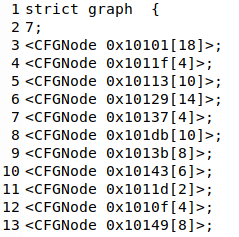 1 strict graph  {
2 7;
3 <CFGNode 0x10101[18]>;
4 <CFGNode 0x1011f[4]>;
5 <CFGNode 0x10113[10]>;
6 <CFGNode 0x10129[14]>;
7 <CFGNode 0x10137[4]>;
8 <CFGNode 0x101db[10]>;
9 <CFGNode 0x1013b[8]>;
10 <CFGNode 0x10143[6]>;
11 <CFGNode 0x1011d[2]>;
12 <CFGNode 0x1010f[4]>;
13 <CFGNode 0x10149[8]>;